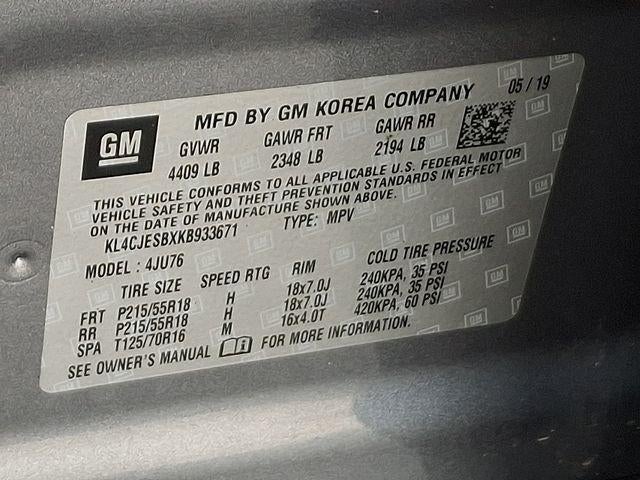 GM
MFD BY GM KOREA COMPANY 05 / 19
GVWR GAWR FRT GAWR RR
4409 LB 2348 LB 2194 LB
THIS VEHICLE CONFORMS TO ALL APPLICABLE U.S. FEDERAL MOTOR
VEHICLE SAFETY AND THEFT PREVENTION STANDARDS IN EFFECT
ON THE DATE OF MANUFACTURE SHOWN ABOVE.
KL4CJESBXKB933671 TYPE: MPV
MODEL: 4JU76
TIRE SIZE SPEED RTG RIM COLD TIRE PRESSURE
FRT P215/55R18 H 18x7.0J 240KPA, 35 PSI
RR P215/55R18 H 18x7.0J 240KPA, 35 PSI
SPA T125/70R16 M 16x4.0T 420KPA, 60 PSI
SEE OWNER'S MANUAL FOR MORE INFORMATION.